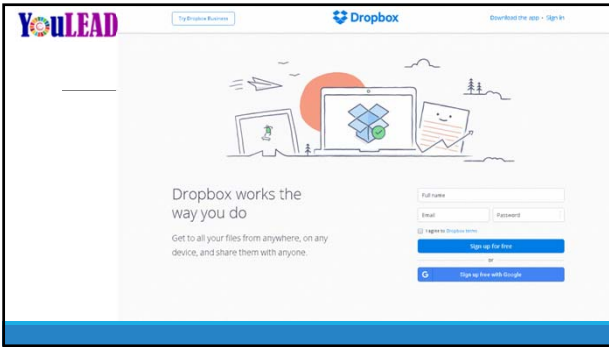 YouLEAD
Try Dropbox Business
Dropbox
Download the app • Sign in
Dropbox works the
way you do
Get to all your files from anywhere, on any
device, and share them with anyone.
Full name
Email
Password
I agree to Dropbox terms
Sign up for free
or
G Sign up free with Google